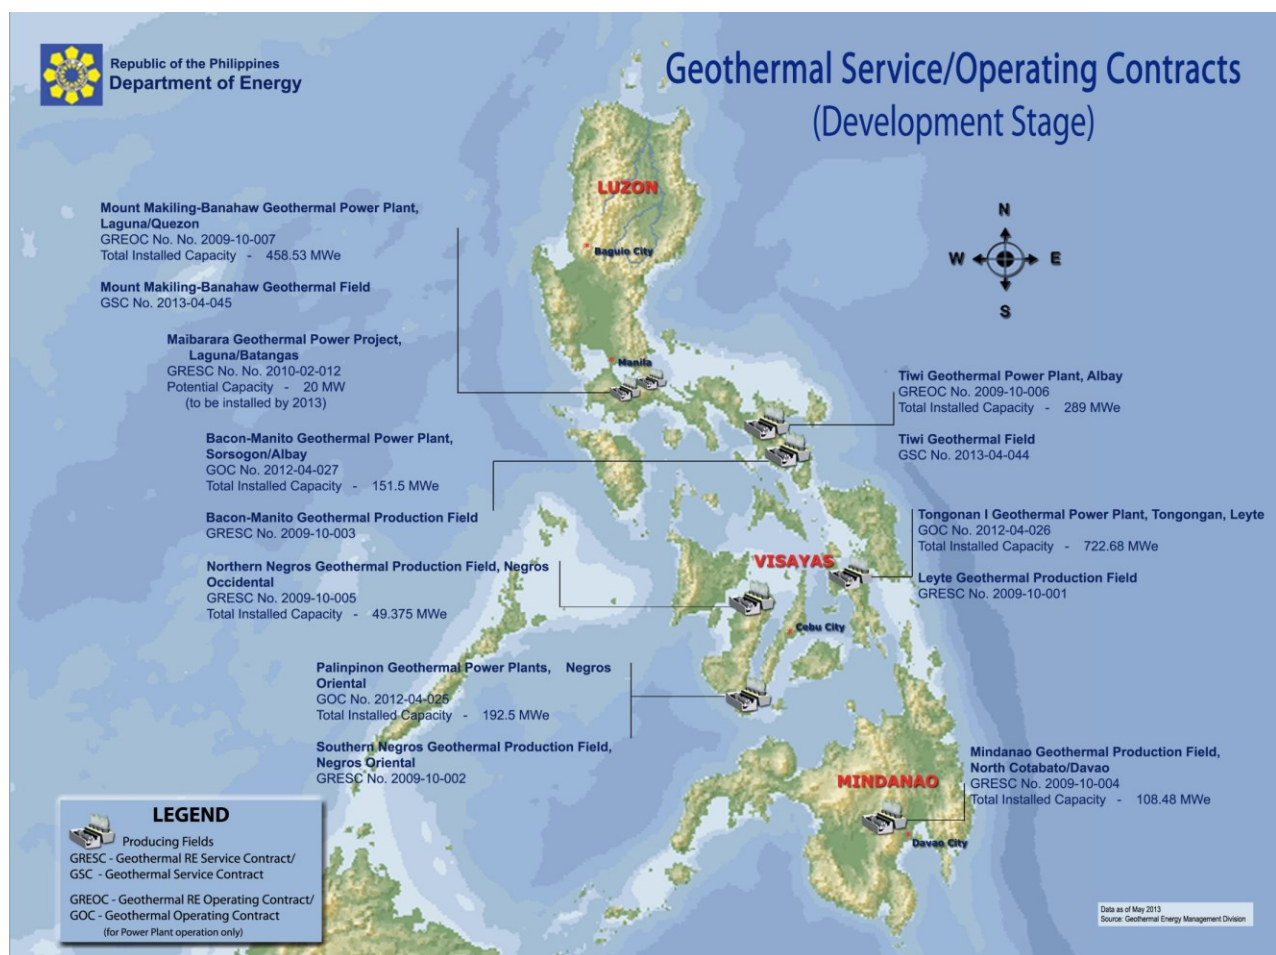 Republic of the Philippines
Department of Energy
Geothermal Service/Operating Contracts
(Development Stage)
Mount Makiling-Banahaw Geothermal Power Plant,
Laguna/Quezon
GREOC No. No. 2009-10-007
Total Installed Capacity - 458.53 MWe
Mount Makiling-Banahaw Geothermal Field
GSC No. 2013-04-045
Maibarara Geothermal Power Project,
Laguna/Batangas
GRESC No. No. 2010-02-012
Potential Capacity - 20 MW
(to be installed by 2013)
Bacon-Manito Geothermal Power Plant,
Sorsogon/Albay
GOC No. 2012-04-027
Total Installed Capacity - 151.5 MWe
Bacon-Manito Geothermal Production Field
GRESC No. 2009-10-003
Northern Negros Geothermal Production Field, Negros
Occidental
GRESC No. 2009-10-005
Total Installed Capacity - 49.375 MWe
Palinpinon Geothermal Power Plants, Negros
Oriental
GOC No. 2012-04-025
Total Installed Capacity - 192.5 MWe
Southern Negros Geothermal Production Field,
Negros Oriental
GRESC No. 2009-10-002
LUZON
Baguio City
Manila
VISAYAS
Cebu City
MINDANAO
Davao City
N
W
E
S
Tiwi Geothermal Power Plant, Albay
GREOC No. 2009-10-006
Total Installed Capacity - 289 MWe
Tiwi Geothermal Field
GSC No. 2013-04-044
Tongonan I Geothermal Power Plant, Tongongan, Leyte
GOC No. 2012-04-026
Total Installed Capacity - 722.68 MWe
Leyte Geothermal Production Field
GRESC No. 2009-10-001
Mindanao Geothermal Production Field,
North Cotabato/Davao
GRESC No. 2009-10-004
Total Installed Capacity - 108.48 MWe
LEGEND
Producing Fields
GRESC - Geothermal RE Service Contract/
GSC - Geothermal Service Contract
GREOC - Geothermal RE Operating Contract/
GOC - Geothermal Operating Contract
(for Power Plant operation only)
Data as of May 2013
Source: Geothermal Energy Management Division